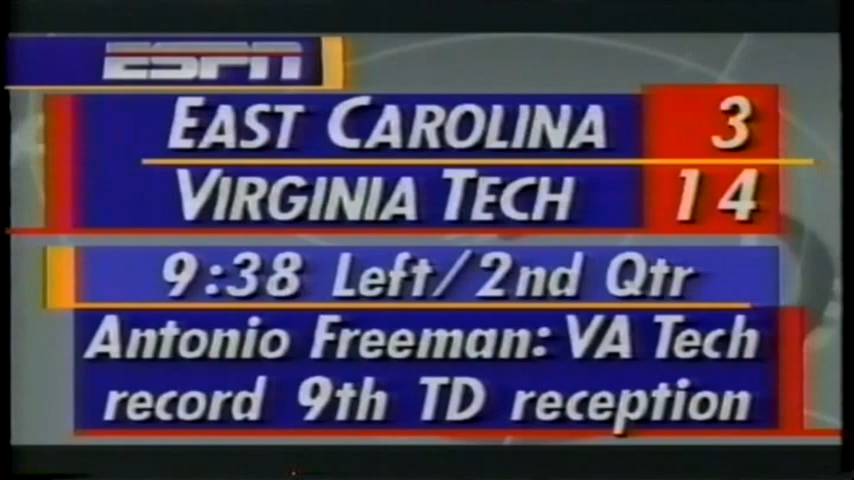 ESPN
EAST CAROLINA 3
VIRGINIA TECH 14
9:38 Left/2nd Qtr
Antonio Freeman: VA Tech
record 9th TD reception